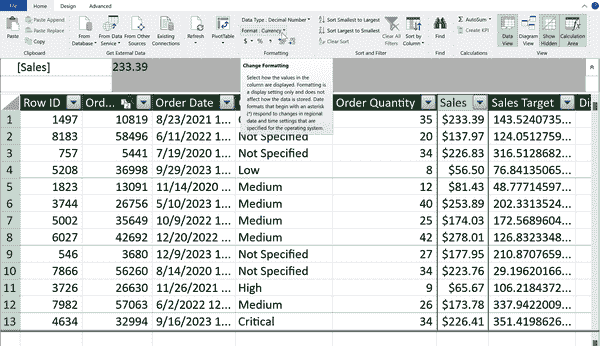 File Home Design Advanced
Paste
Paste Append
Paste Replace
Copy
Clipboard
From Database
From Data Service
From Other Sources
Existing Connections
Get External Data
Refresh
PivotTable
Data Type : Decimal Number
Format : Currency
$ % ,
Formatting
Sort Smallest to Largest
Sort Largest to Smallest
Clear Sort
Clear All Filters
Sort by Column
Sort and Filter
Find
Find
AutoSum
Create KPI
Calculations
Data View
Diagram View
Show Hidden
Calculation Area
View
[Sales] 233.39
Change Formatting
Select how the values in the
column are displayed. Formatting is
a display setting only and does not
affect how the data is stored. Date
formats that begin with an asterisk
(*) respond to changes in regional
date and time settings that are
specified for the operating system.
Row ID Ord... Order Date Order Quantity Sales Sales Target Di
1 1497 10819 8/23/2021 1... 35 $233.39 143.5240735...
2 8183 58496 6/11/2022 1... Not Specified 20 $137.97 124.0512759...
3 757 5441 7/19/2020 1... Not Specified 34 $226.83 316.5128682...
4 5208 36998 9/29/2023 1... Low 8 $56.50 76.84135065...
5 1823 13091 11/14/2020 ... Medium 12 $81.43 48.77714597...
6 3744 26756 5/10/2023 1... Medium 40 $253.89 202.3313524...
7 5002 35649 10/9/2022 1... Medium 25 $174.03 172.5689604...
8 6027 42692 12/20/2022 ... Medium 42 $278.01 126.8332348...
9 546 3680 12/9/2023 1... Not Specified 27 $177.95 210.8707659...
10 7866 56260 8/14/2020 1... Not Specified 34 $223.76 29.19620166...
11 3726 26630 11/26/2021 ... High 9 $65.67 106.2184372...
12 7982 57063 6/2/2022 12... Medium 26 $173.78 337.9422009...
13 4634 32994 9/16/2023 1... Critical 34 $226.41 351.4198626...